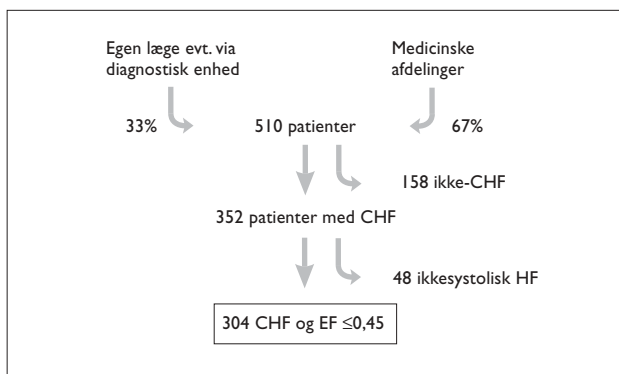 Egen læge evt. via
diagnostisk enhed
Medicinske
afdelinger
33%
510 patienter
67%
158 ikke-CHF
352 patienter med CHF
48 ikkesystolisk HF
304 CHF og EF ≤0,45